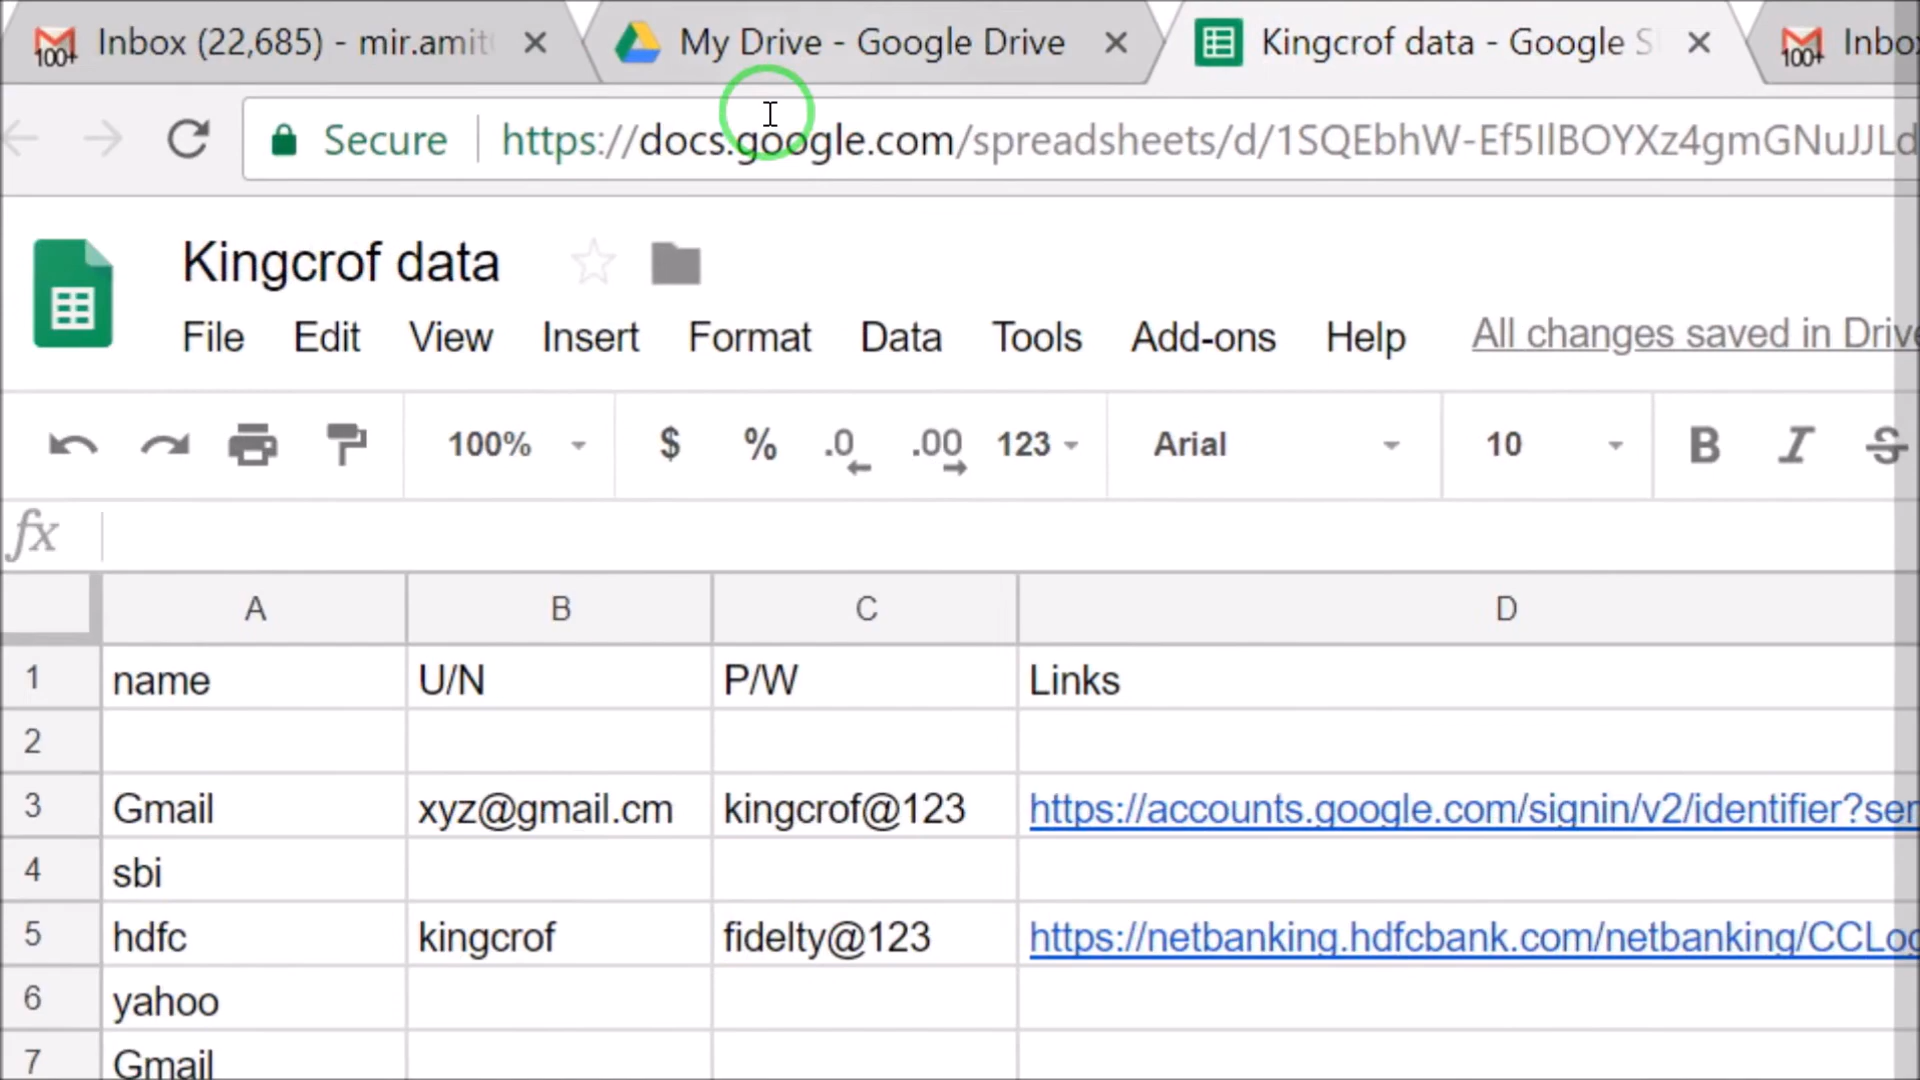 100+ Inbox (22,685) - mir.amit My Drive - Google Drive Kingcrof data - Google S 100+ Inbo
Secure https://docs.google.com/spreadsheets/d/1SQEbhW-Ef5IlBOYXz4gmGNuJJLd
Kingcrof data
File Edit View Insert Format Data Tools Add-ons Help All changes saved in Drive
100% $ % .0 .00 123 Arial 10 B I S
fx
A B C D
1 name U/N P/W Links
2
3 Gmail xyz@gmail.cm kingcrof@123 https://accounts.google.com/signin/v2/identifier?ser
4 sbi
5 hdfc kingcrof fidelty@123 https://netbanking.hdfcbank.com/netbanking/CCLog
6 yahoo
7 Gmail